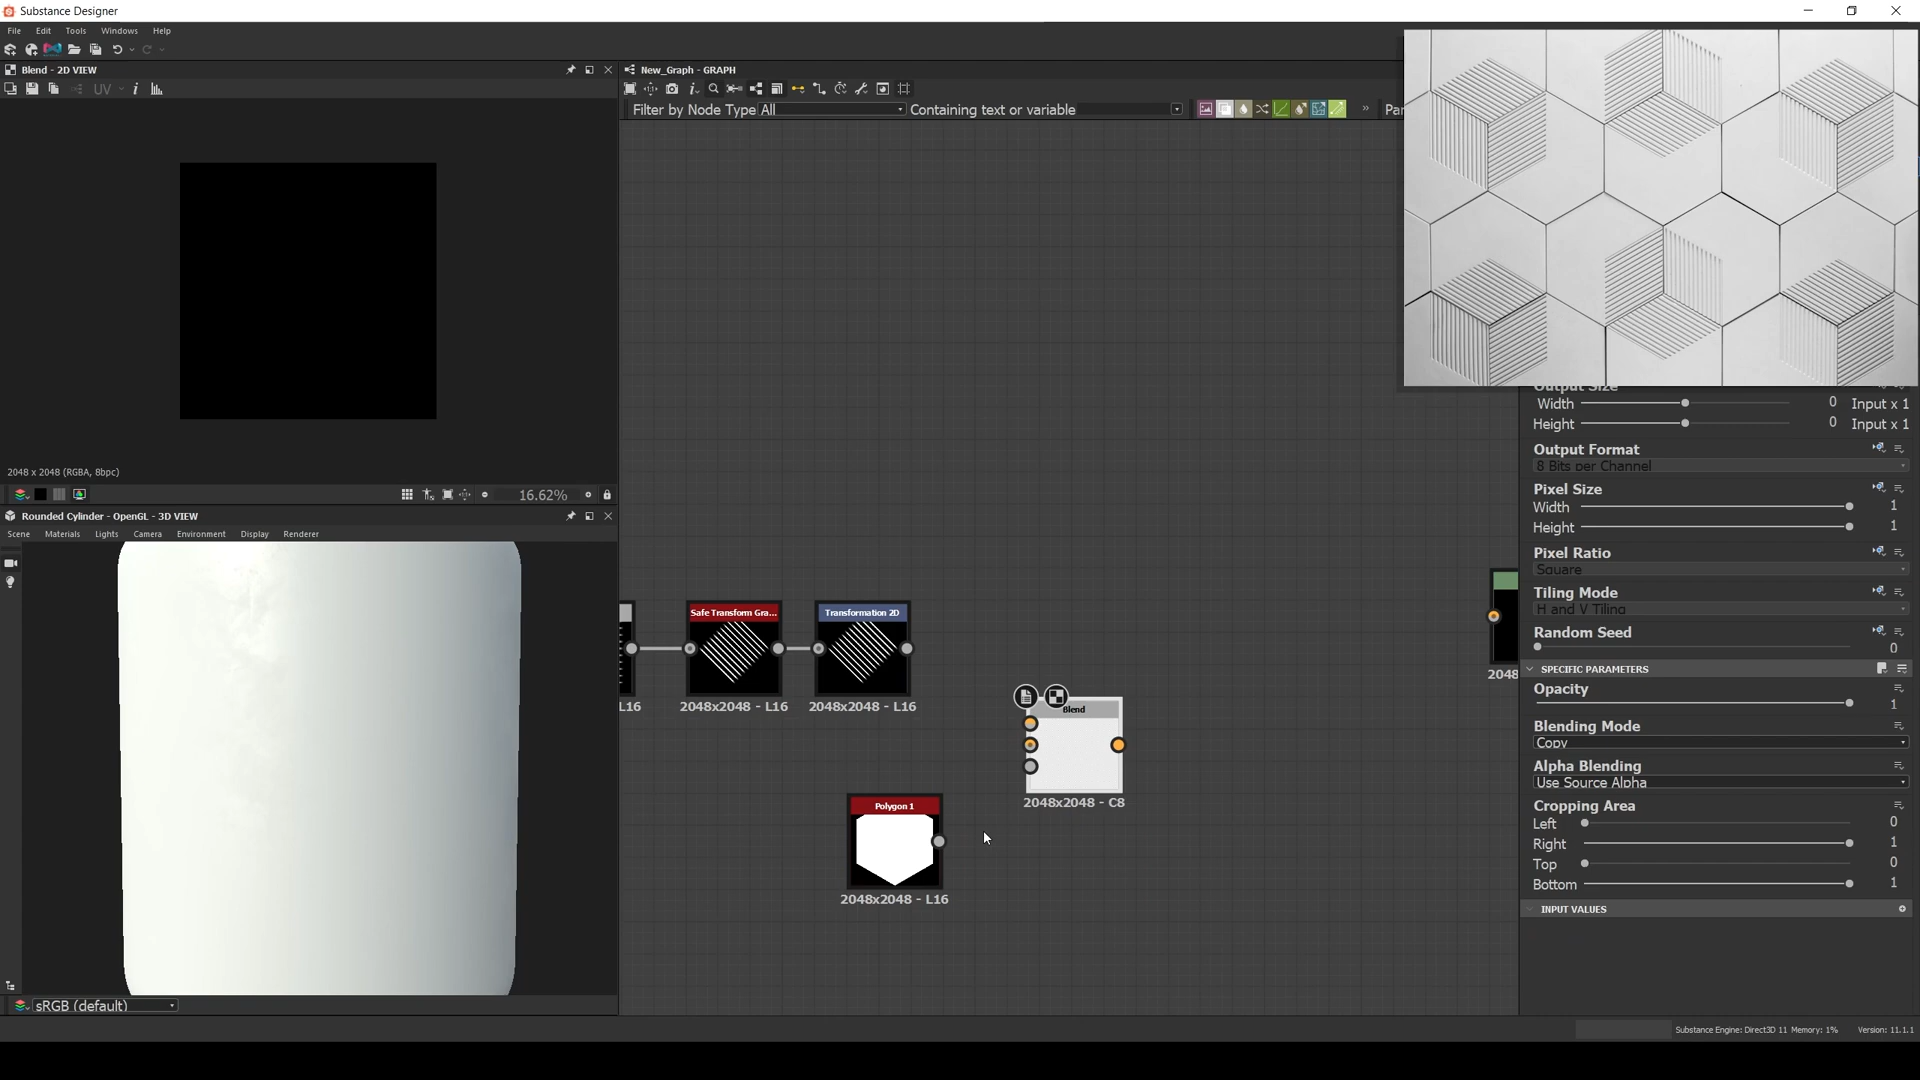 Substance Designer
File Edit Tools Windows Help
Blend - 2D VIEW
New_Graph - GRAPH
UV
Filter by Node Type All Containing text or variable
Output Size
Width 0 Input x 1
Height 0 Input x 1
Output Format
8 Bits per Channel
2048 x 2048 (RGBA, 8bpc)
16.62%
Pixel Size
Width 1
Height 1
Rounded Cylinder - OpenGL - 3D VIEW
Scene Materials Lights Camera Environment Display Renderer
Pixel Ratio
Square
Tiling Mode
H and V Tiling
Random Seed
0
Safe Transform Gra... Transformation 2D
L16 2048x2048 - L16 2048x2048 - L16
2048
SPECIFIC PARAMETERS
Opacity
1
Blending Mode
Copy
Alpha Blending
Use Source Alpha
Blend
2048x2048 - C8
Polygon 1
2048x2048 - L16
Cropping Area
Left 0
Right 1
Top 0
Bottom 1
INPUT VALUES
sRGB (default)
Substance Engine: Direct3D 11 Memory: 1% Version: 11.1.1